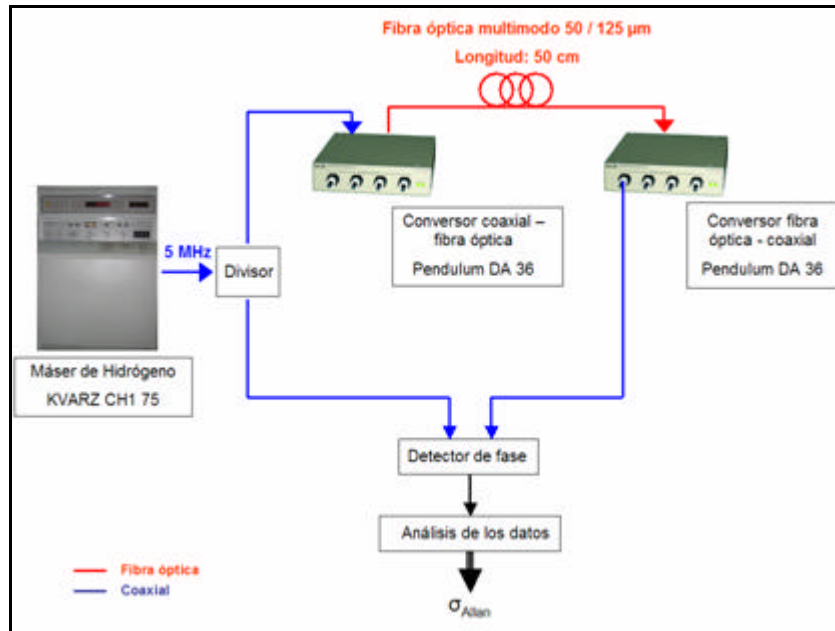 Fibra óptica multimodo 50 / 125 µm
Longitud: 50 cm
5 MHz
Divisor
Conversor coaxial –
fibra óptica
Pendulum DA 36
Conversor fibra
óptica - coaxial
Pendulum DA 36
Máser de Hidrógeno
KVARZ CH1 75
Detector de fase
Análisis de los datos
Fibra óptica
Coaxial
σAllan